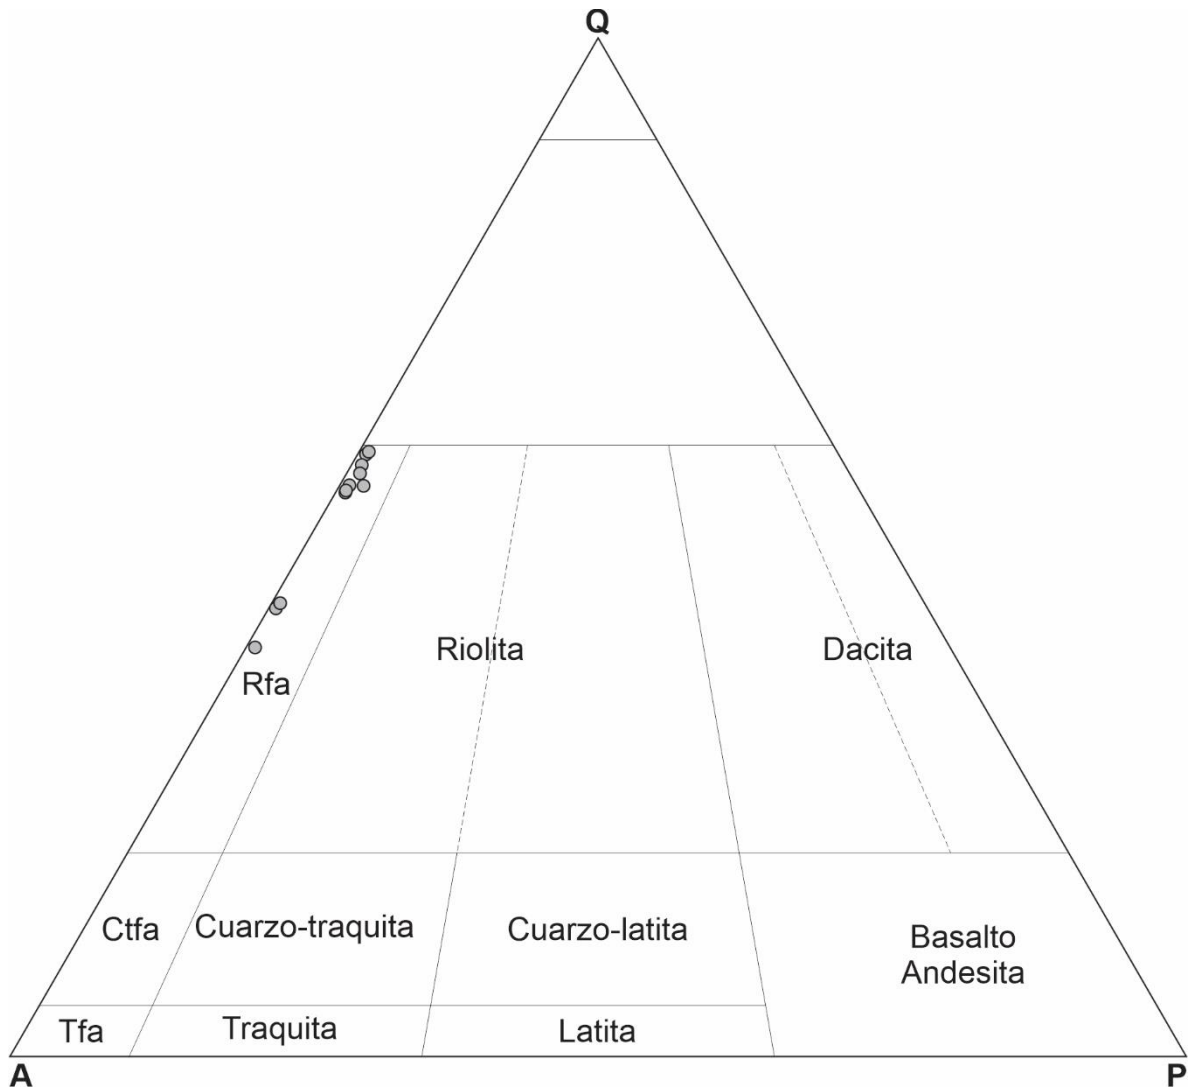 Q
Riolita
Dacita
Rfa
Ctfa
Cuarzo-traquita
Cuarzo-latita
Basalto
Andesita
Tfa
Traquita
Latita
A
P